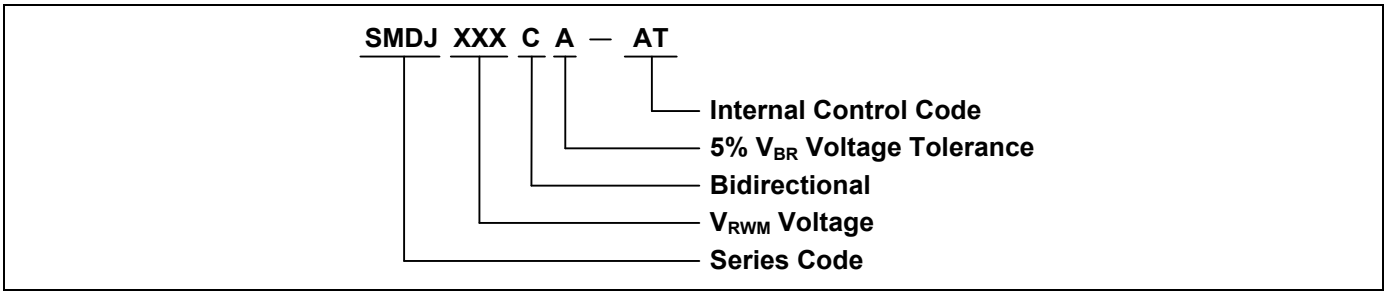 SMDJ XXX C A — AT
Internal Control Code
5% VBR Voltage Tolerance
Bidirectional
VRWM Voltage
Series Code